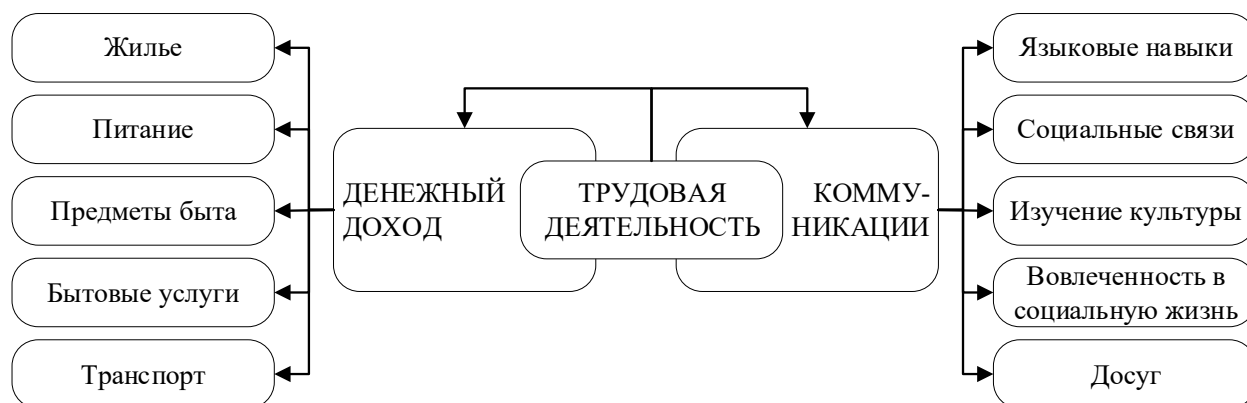 Жилье
Питание
Предметы быта
Бытовые услуги
Транспорт
ДЕНЕЖНЫЙ
ДОХОД
ТРУДОВАЯ
ДЕЯТЕЛЬНОСТЬ
КОММУ-
НИКАЦИИ
Языковые навыки
Социальные связи
Изучение культуры
Вовлеченность в
социальную жизнь
Досуг